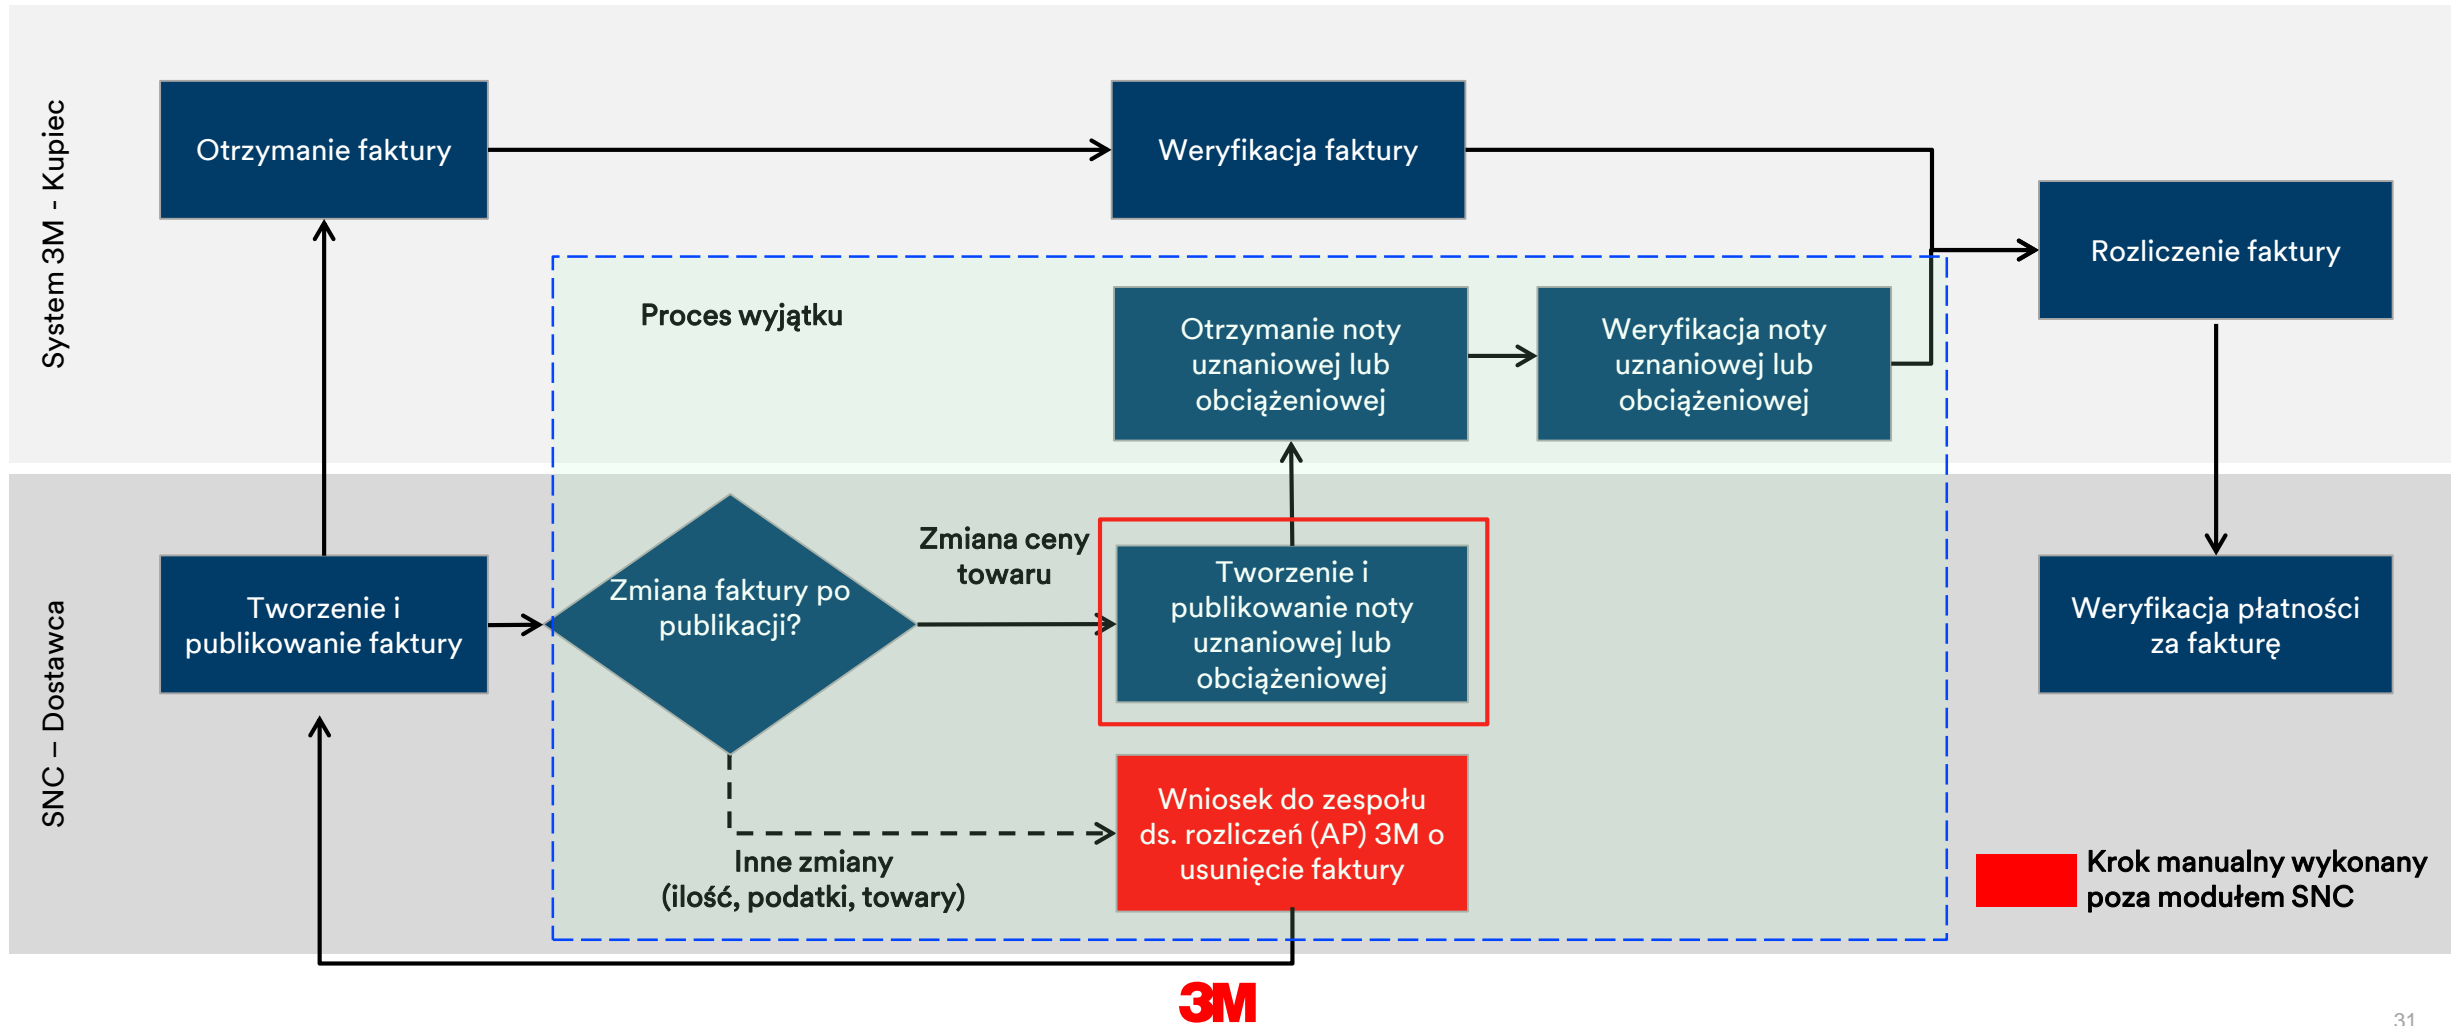 System 3M - Kupiec
Otrzymanie faktury
Weryfikacja faktury
Rozliczenie faktury
Proces wyjątku
Otrzymanie noty
uznaniowej lub
obciążeniowej
Weryfikacja noty
uznaniowej lub
obciążeniowej
SNC – Dostawca
Tworzenie i
publikowanie faktury
Zmiana faktury po
publikacji?
Zmiana ceny
towaru
Tworzenie i
publikowanie noty
uznaniowej lub
obciążeniowej
Weryfikacja płatności
za fakturę
Inne zmiany
(ilość, podatki, towary)
Wniosek do zespołu
ds. rozliczeń (AP) 3M o
usunięcie faktury
Krok manualny wykonany
poza modułem SNC
3M
31